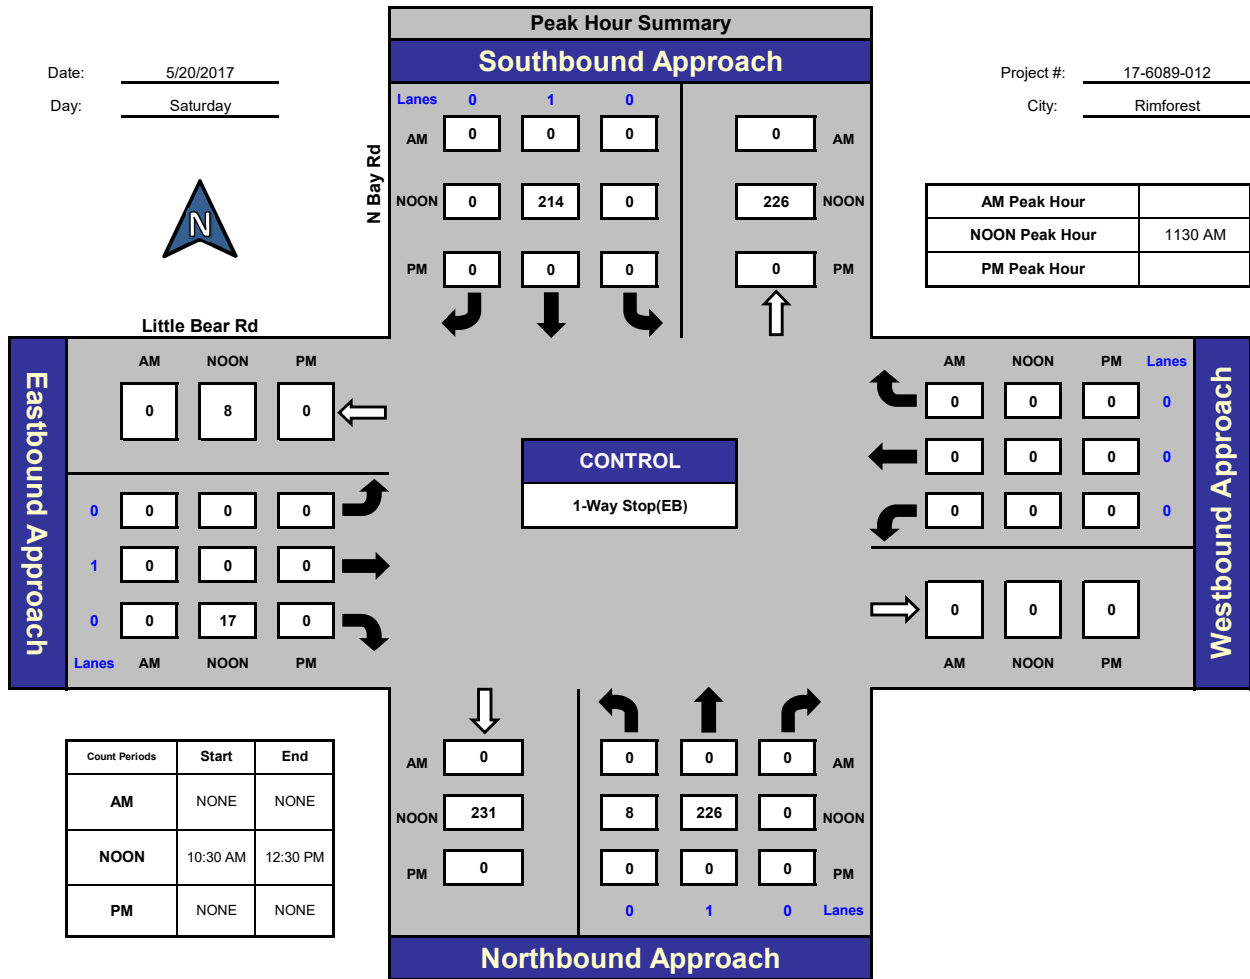 Peak Hour Summary
Southbound Approach
Date: 5/20/2017
Day: Saturday
Project #: 17-6089-012
City: Rimforest
N
N Bay Rd
Lanes 0 1 0
AM 0 0 0 0 AM
NOON 0 214 0 226 NOON
PM 0 0 0 0 PM
AM Peak Hour
NOON Peak Hour 1130 AM
PM Peak Hour
Little Bear Rd
Eastbound Approach
AM NOON PM
0 8 0
0 0 0 0
1 0 0 0
0 0 17 0
Lanes AM NOON PM
CONTROL
1-Way Stop(EB)
AM NOON PM Lanes
0 0 0 0
0 0 0 0
0 0 0 0
0 0 0
AM NOON PM
Westbound Approach
Count Periods Start End
AM NONE NONE
NOON 10:30 AM 12:30 PM
PM NONE NONE
AM 0 0 0 0 AM
NOON 231 8 226 0 NOON
PM 0 0 0 0 PM
0 1 0 Lanes
Northbound Approach